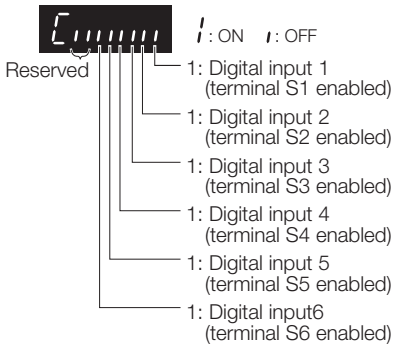 : ON : OFF
Reserved
1: Digital input 1
(terminal S1 enabled)
1: Digital input 2
(terminal S2 enabled)
1: Digital input 3
(terminal S3 enabled)
1: Digital input 4
(terminal S4 enabled)
1: Digital input 5
(terminal S5 enabled)
1: Digital input6
(terminal S6 enabled)